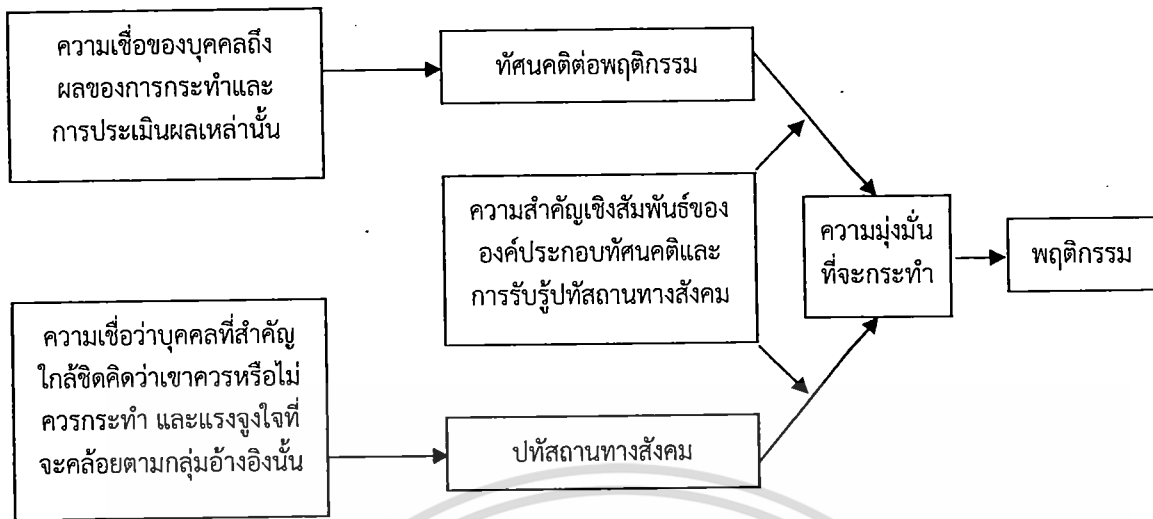 ความเชื่อของบุคคลถึง
ผลของการกระทำและ
การประเมินผลเหล่านั้น
ทัศนคติต่อพฤติกรรม
ความสำคัญเชิงสัมพันธ์ของ
องค์ประกอบทัศนคติและ
การรับรู้ปทัสถานทางสังคม
ความมุ่งมั่น
ที่จะกระทำ
พฤติกรรม
ความเชื่อว่าบุคคลที่สำคัญ
ใกล้ชิดคิดว่าเขาควรหรือไม่
ควรกระทำ และแรงจูงใจที่
จะคล้อยตามกลุ่มอ้างอิงนั้น
ปทัสถานทางสังคม